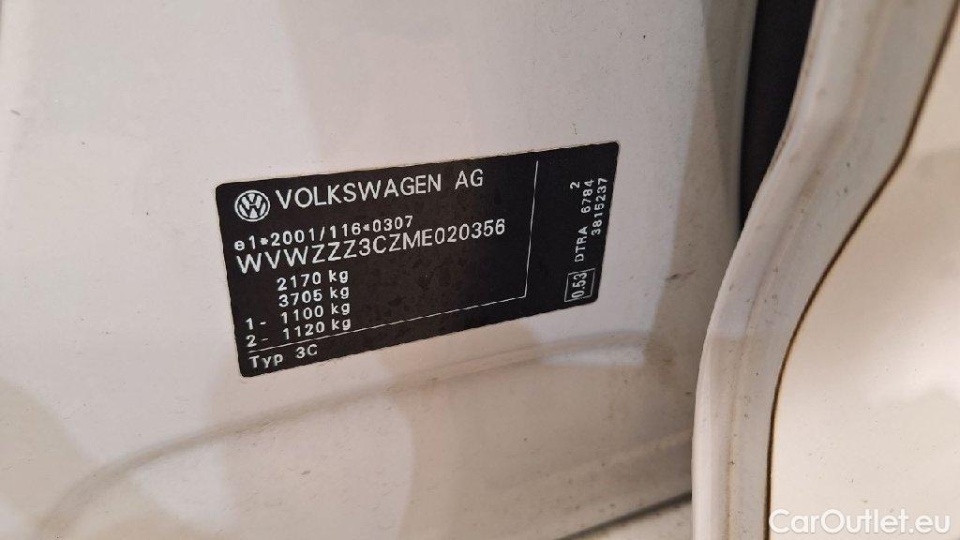 VOLKSWAGEN AG
e1*2001/116*0307
WVWZZZ3CZME020356
2170 kg
3705 kg
1- 1100 kg
2- 1120 kg
Typ 3C
2
DTRA 6784
3815237
0.53
CarOutlet.eu